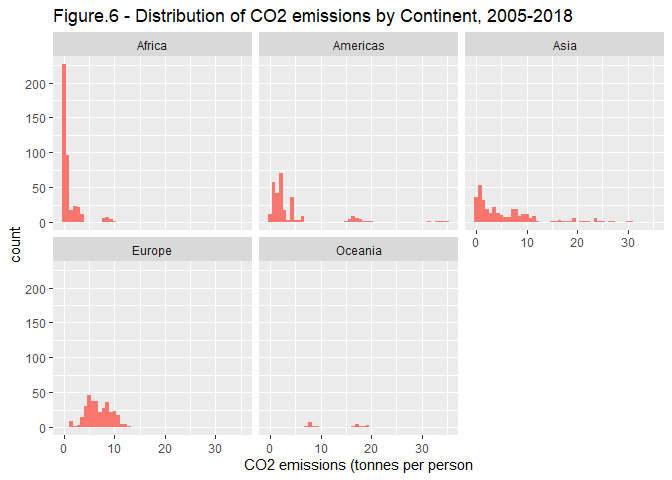 Figure.6 - Distribution of CO2 emissions by Continent, 2005-2018
Africa
Americas
Asia
200
150
100
50
0
0
10
20
30
Europe
Oceania
200
150
100
50
0
0
10
20
30
0
10
20
30
count
CO2 emissions (tonnes per person